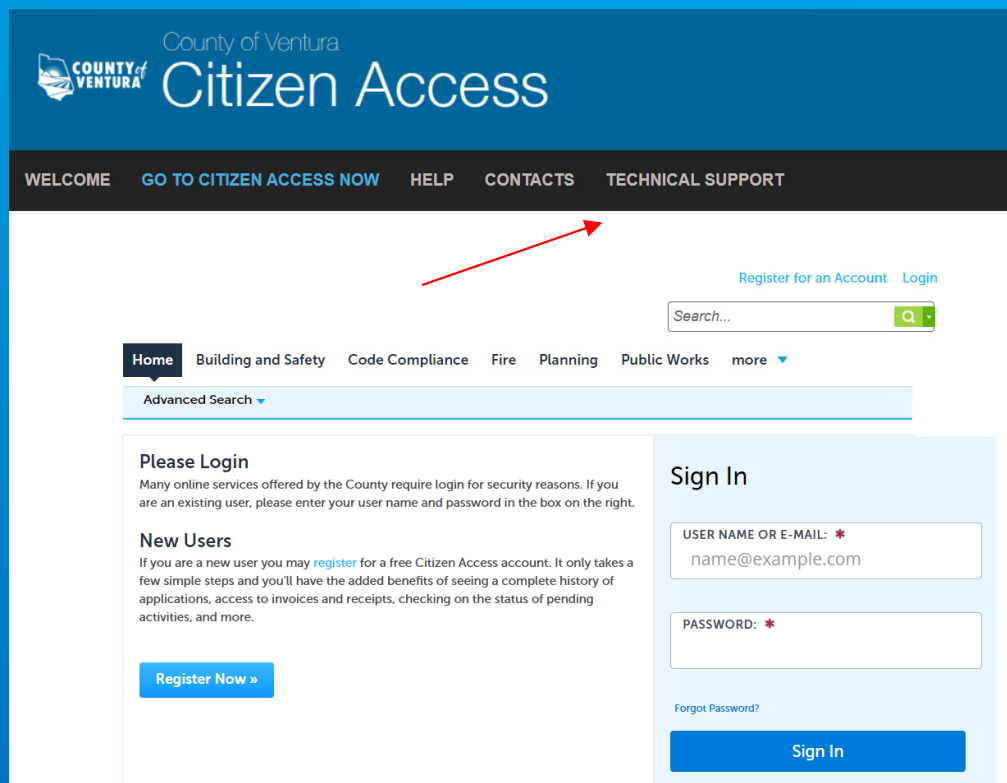 COUNTY of
VENTURA
County of Ventura
Citizen Access
WELCOME GO TO CITIZEN ACCESS NOW HELP CONTACTS TECHNICAL SUPPORT
Register for an Account Login
Search...
Home Building and Safety Code Compliance Fire Planning Public Works more
Advanced Search
Please Login
Many online services offered by the County require login for security reasons. If you
are an existing user, please enter your user name and password in the box on the right.
New Users
If you are a new user you may register for a free Citizen Access account. It only takes a
few simple steps and you'll have the added benefits of seeing a complete history of
applications, access to invoices and receipts, checking on the status of pending
activities, and more.
Register Now »
Sign In
USER NAME OR E-MAIL: *
name@example.com
PASSWORD: *
Forgot Password?
Sign In